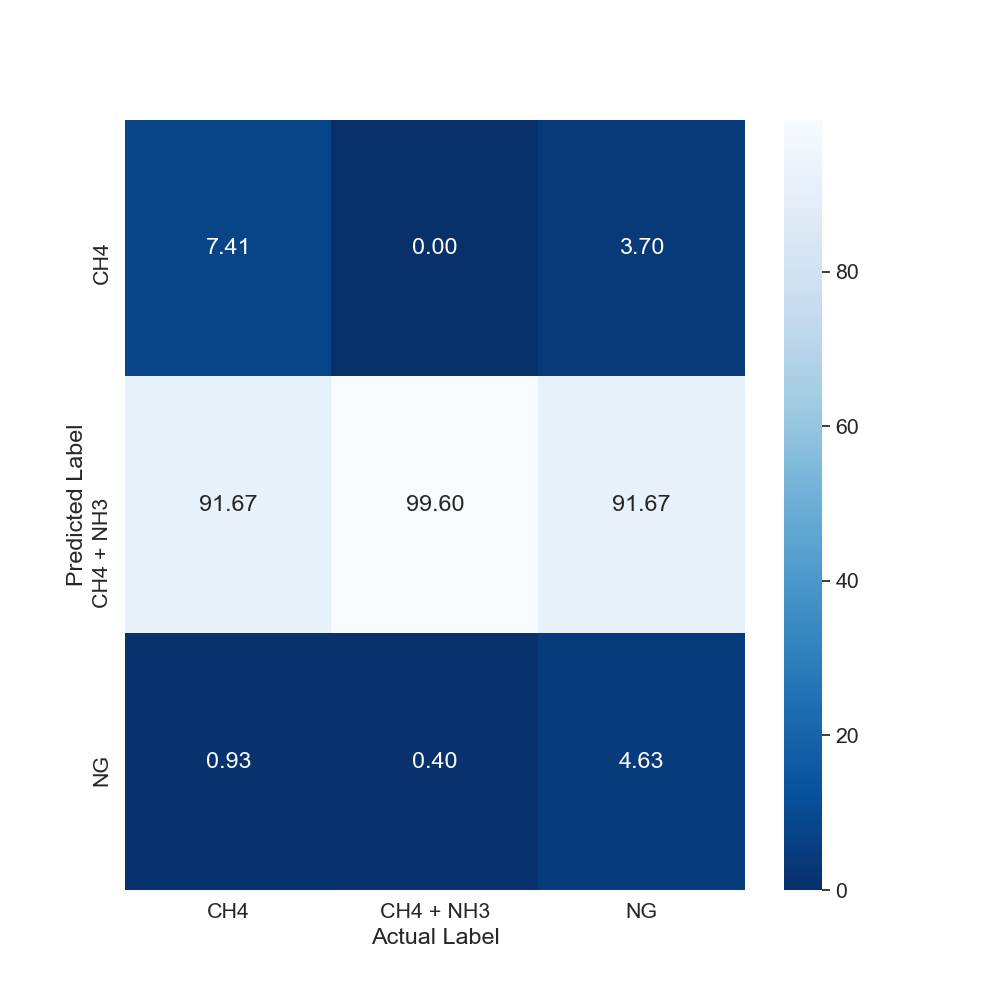 7.41 0.00 3.70
91.67 99.60 91.67
0.93 0.40 4.63
CH4
CH4 + NH3
NG
Predicted Label
CH4 CH4 + NH3 NG
Actual Label
80
60
40
20
0